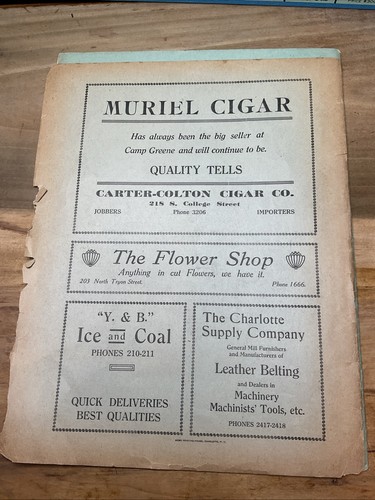 MURIEL CIGAR
Has always been the big seller at
Camp Greene and will continue to be.
QUALITY TELLS
CARTER-COLTON CIGAR CO.
218 S. College Street
JOBBERS Phone 3206 IMPORTERS
The Flower Shop
Anything in cut Flowers, we have it.
203 North Tryon Street. Phone 1666.
"Y. & B."
Ice and Coal
PHONES 210-211
QUICK DELIVERIES
BEST QUALITIES
The Charlotte
Supply Company
General Mill Furnishers
and Manufacturers of
Leather Belting
and Dealers in
Machinery
Machinists' Tools, etc.
PHONES 2417-2418